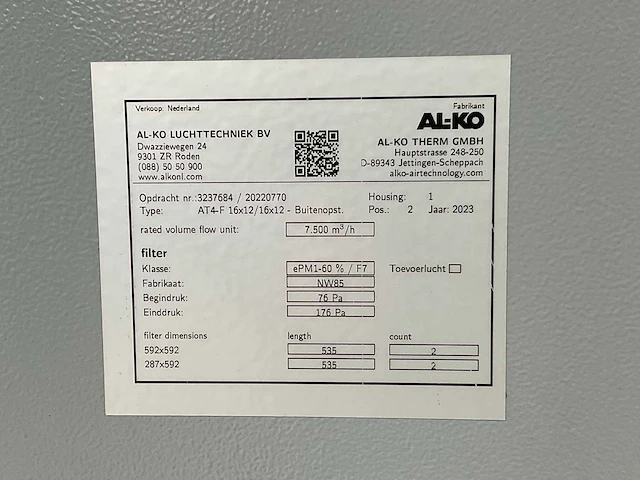 Verkoop: Nederland
AL-KO LUCHTTECHNIEK BV
Dwazziewegen 24
9301 ZR Roden
(088) 50 50 900
www.alkonl.com
Fabrikant
AL-KO
AL-KO THERM GMBH
Hauptstrasse 248-250
D-89343 Jettingen-Scheppach
alko-airtechnology.com
Opdracht nr.:3237684 / 20220770 Housing: 1
Type: AT4-F 16x12/16x12 - Buitenopst. Pos.: 2 Jaar: 2023
rated volume flow unit: 7.500 m³/h
filter
Klasse: ePM1-60 % / F7 Toevoerlucht
Fabrikaat: NW85
Begindruk: 76 Pa
Einddruk: 176 Pa
filter dimensions length count
592x592 535 2
287x592 535 2